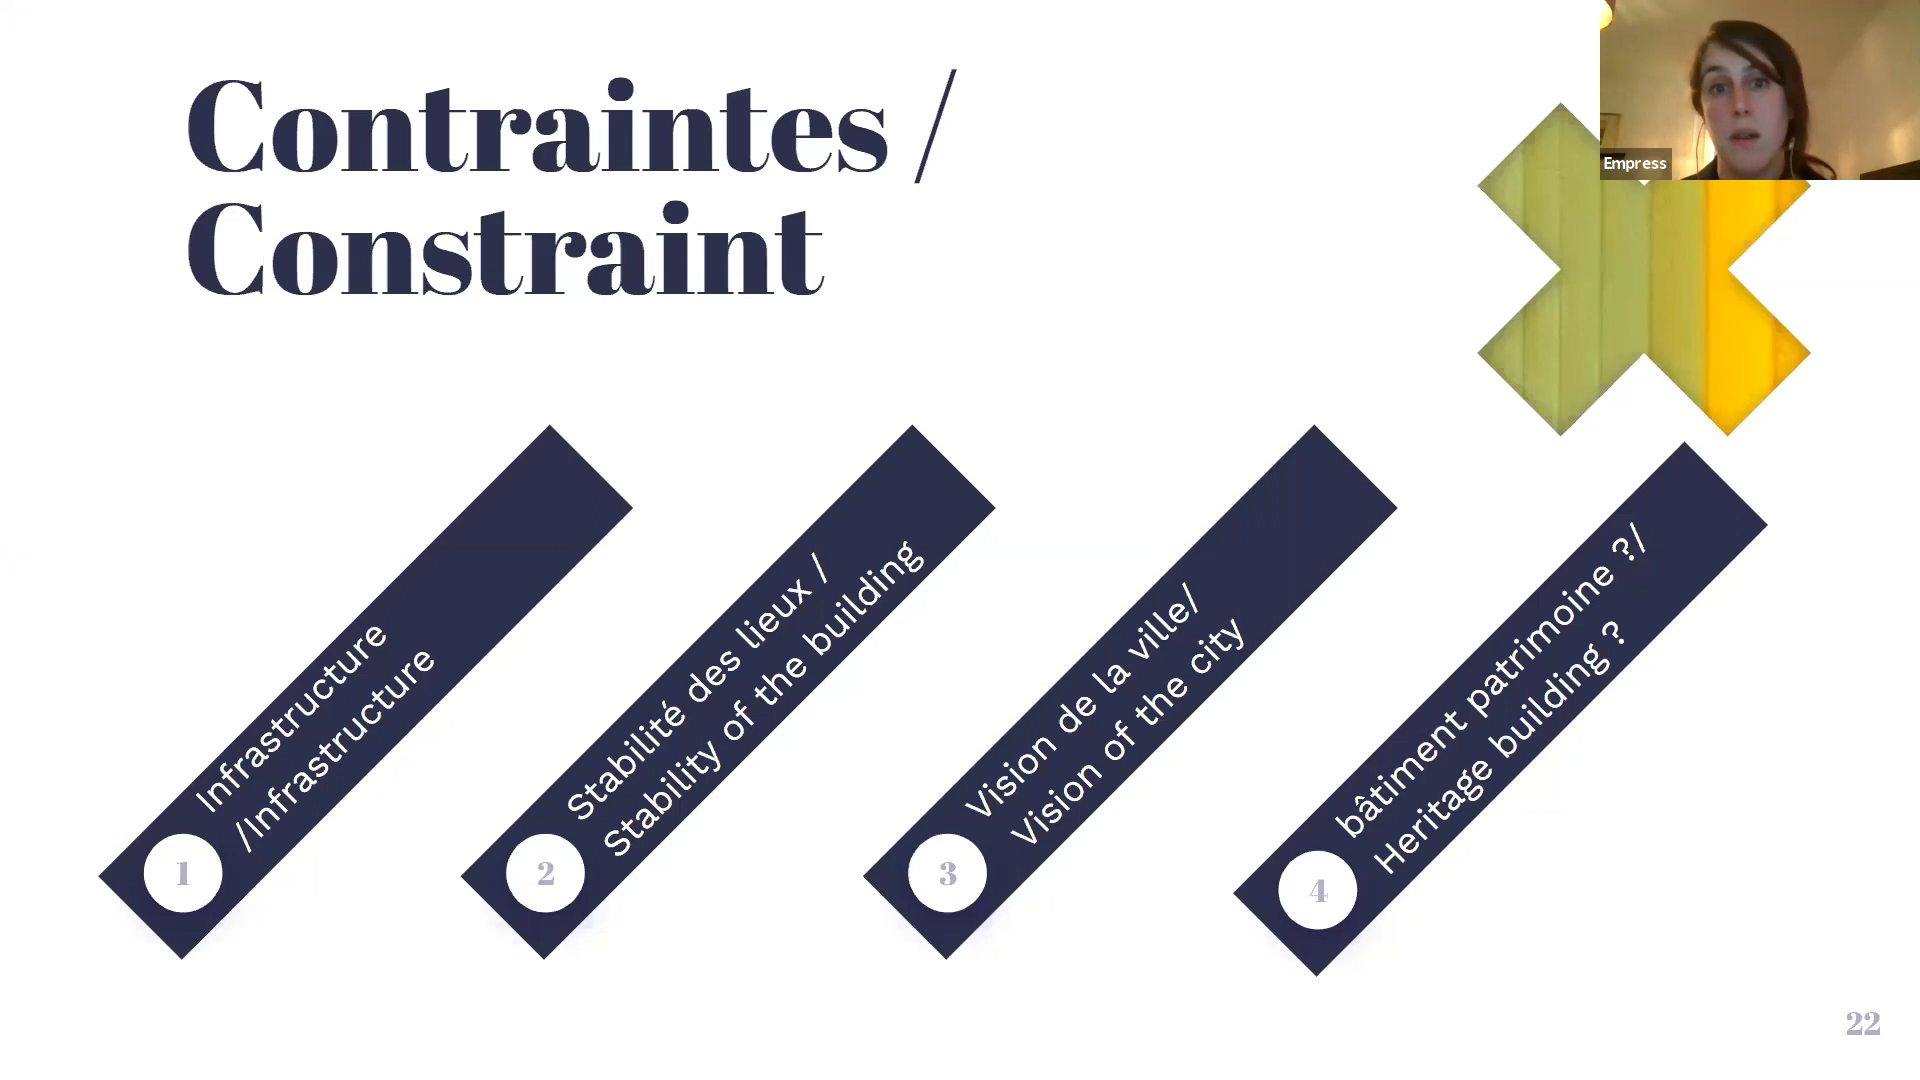 Contraintes /
Constraint
Empress
Infrastructure
/Infrastructure
1
Stabilité des lieux /
Stability of the building
2
Vision de la ville/
Vision of the city
3
bâtiment patrimoine ?/
Heritage building ?
4
22